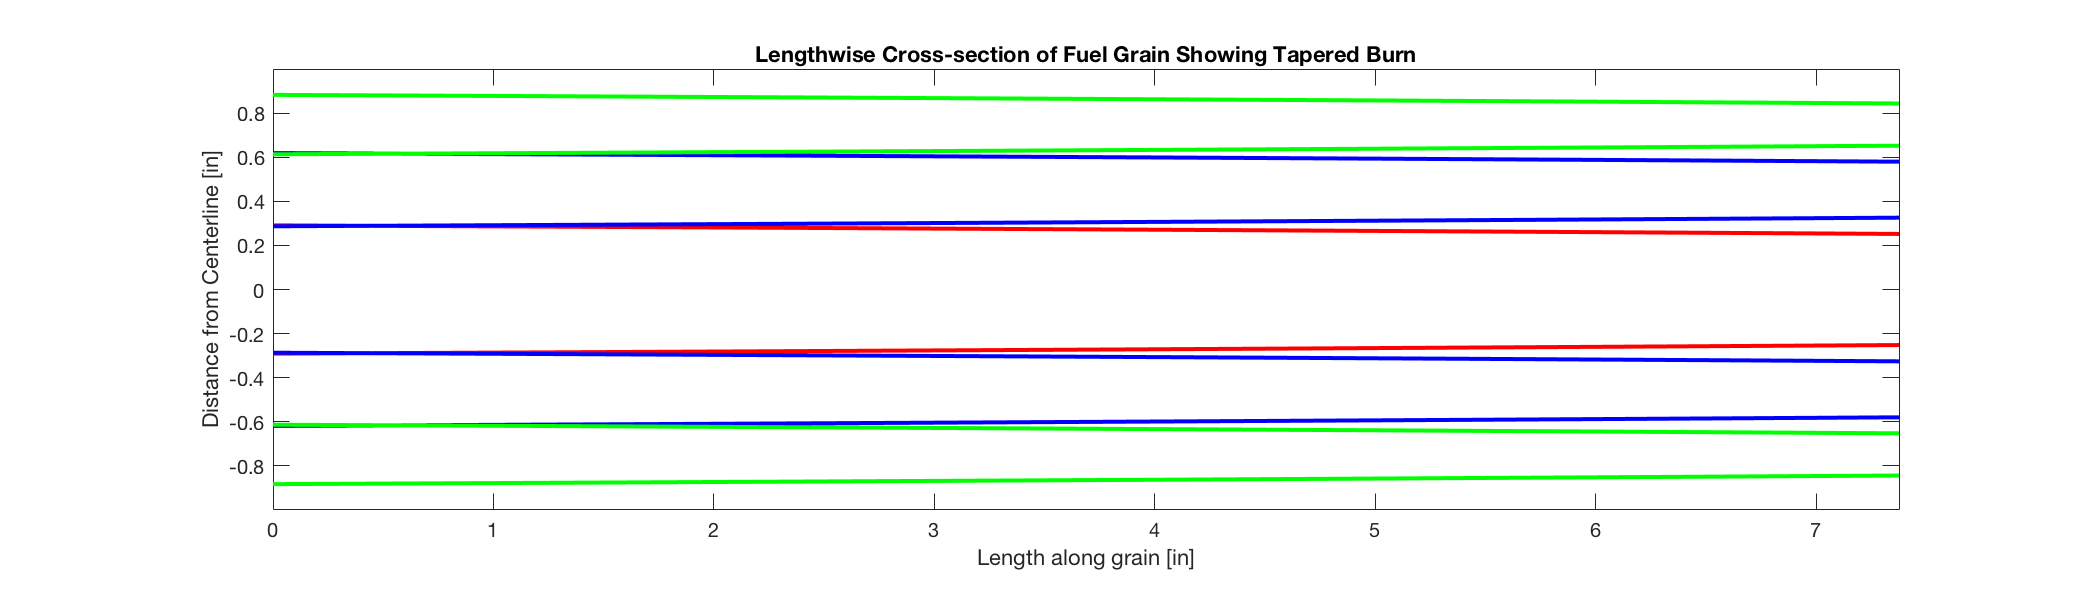 Lengthwise Cross-section of Fuel Grain Showing Tapered Burn
Distance from Centerline [in]
0.8
0.6
0.4
0.2
0
-0.2
-0.4
-0.6
-0.8
0 1 2 3 4 5 6 7
Length along grain [in]